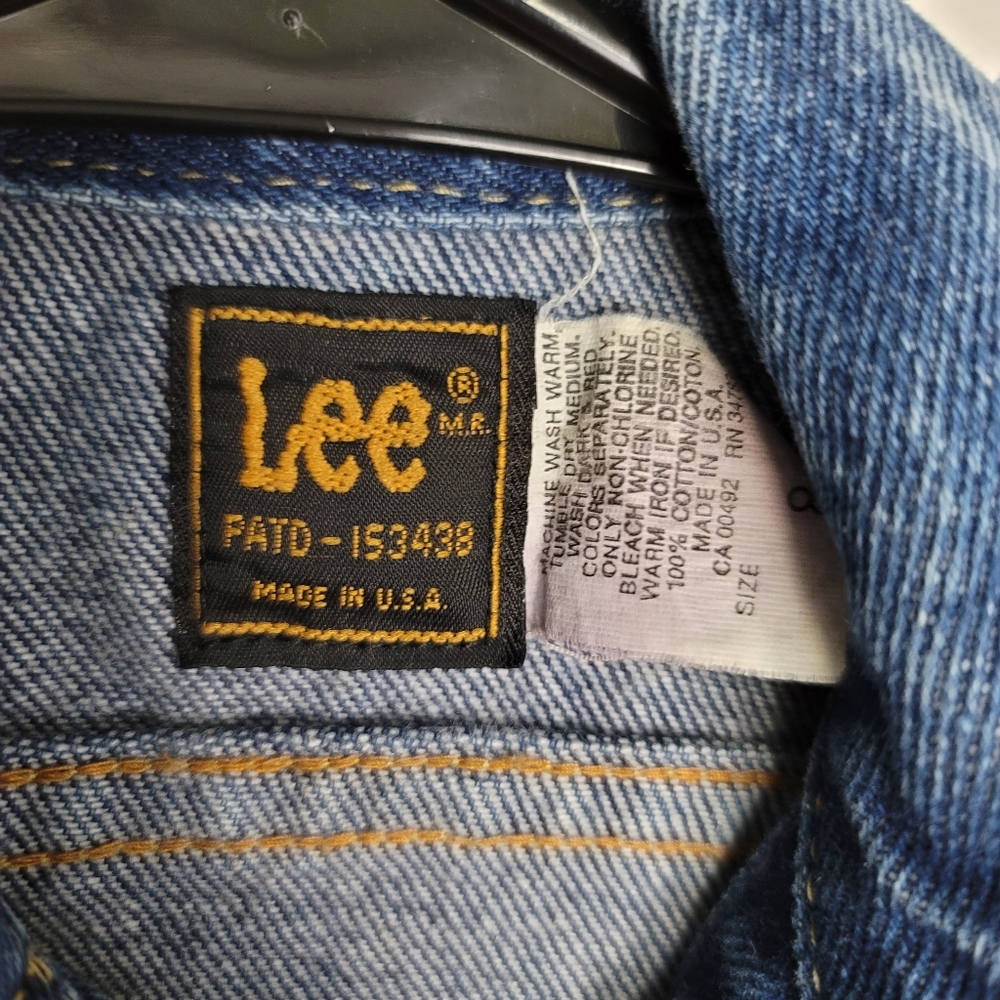 Lee®
M.R.
PATD-153438
MADE IN U.S.A.
MACHINE WASH WARM.
TUMBLE DRY MEDIUM.
WASH DARK
COLORS SEPARATELY.
ONLY NON-CHLORINE
BLEACH WHEN NEEDED.
WARM IRON IF DESIRED.
100% COTTON/COTON
MADE IN U.S.A.
CA 00492 RN
SIZE